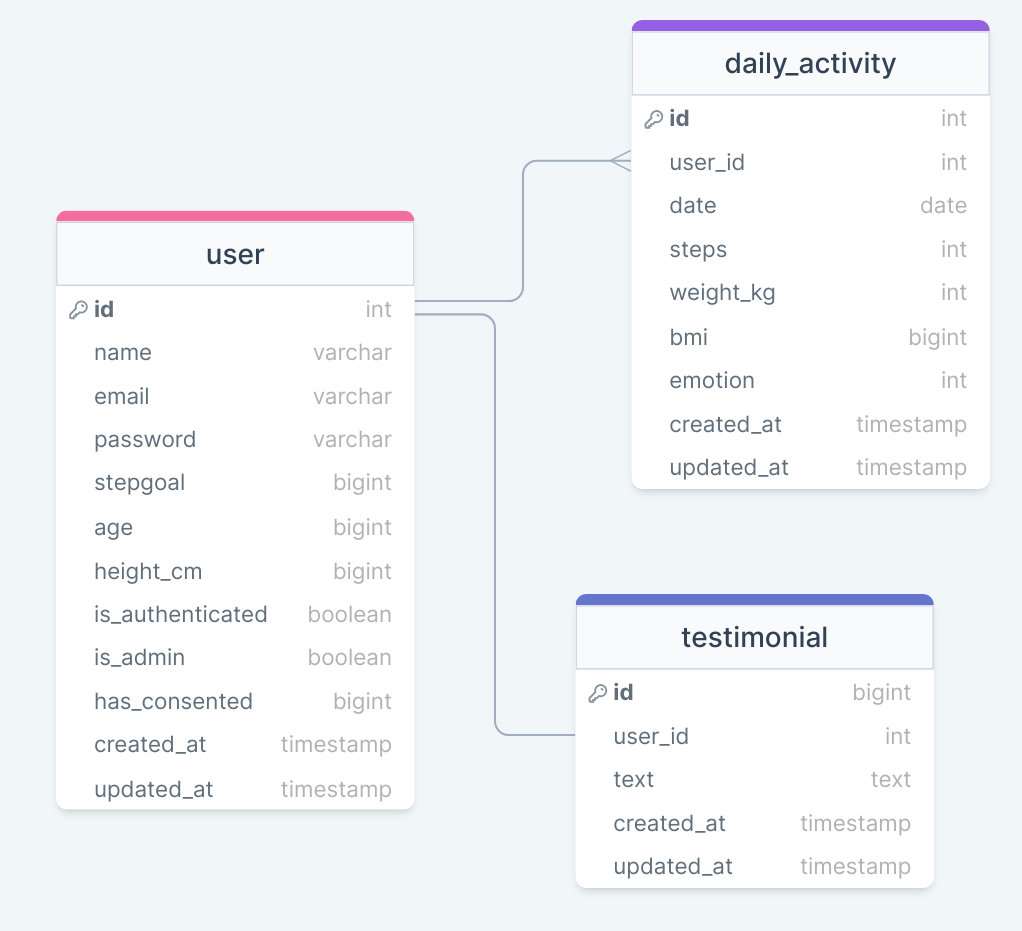 user
id int
name varchar
email varchar
password varchar
stepgoal bigint
age bigint
height_cm bigint
is_authenticated boolean
is_admin boolean
has_consented bigint
created_at timestamp
updated_at timestamp
daily_activity
id int
user_id int
date date
steps int
weight_kg int
bmi bigint
emotion int
created_at timestamp
updated_at timestamp
testimonial
id bigint
user_id int
text text
created_at timestamp
updated_at timestamp